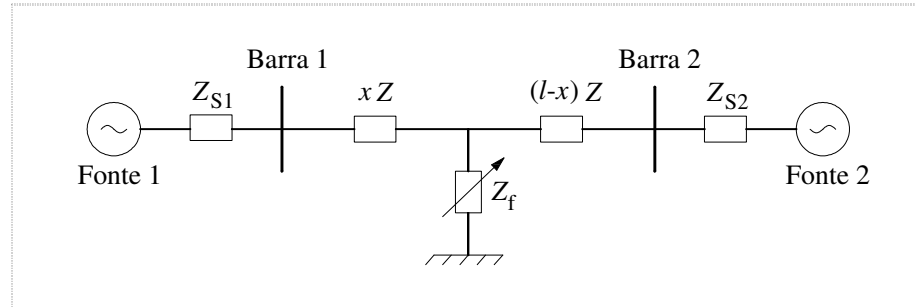 Barra 1
Barra 2
Z_S1
x Z
(l-x) Z
Z_S2
Fonte 1
Z_f
Fonte 2